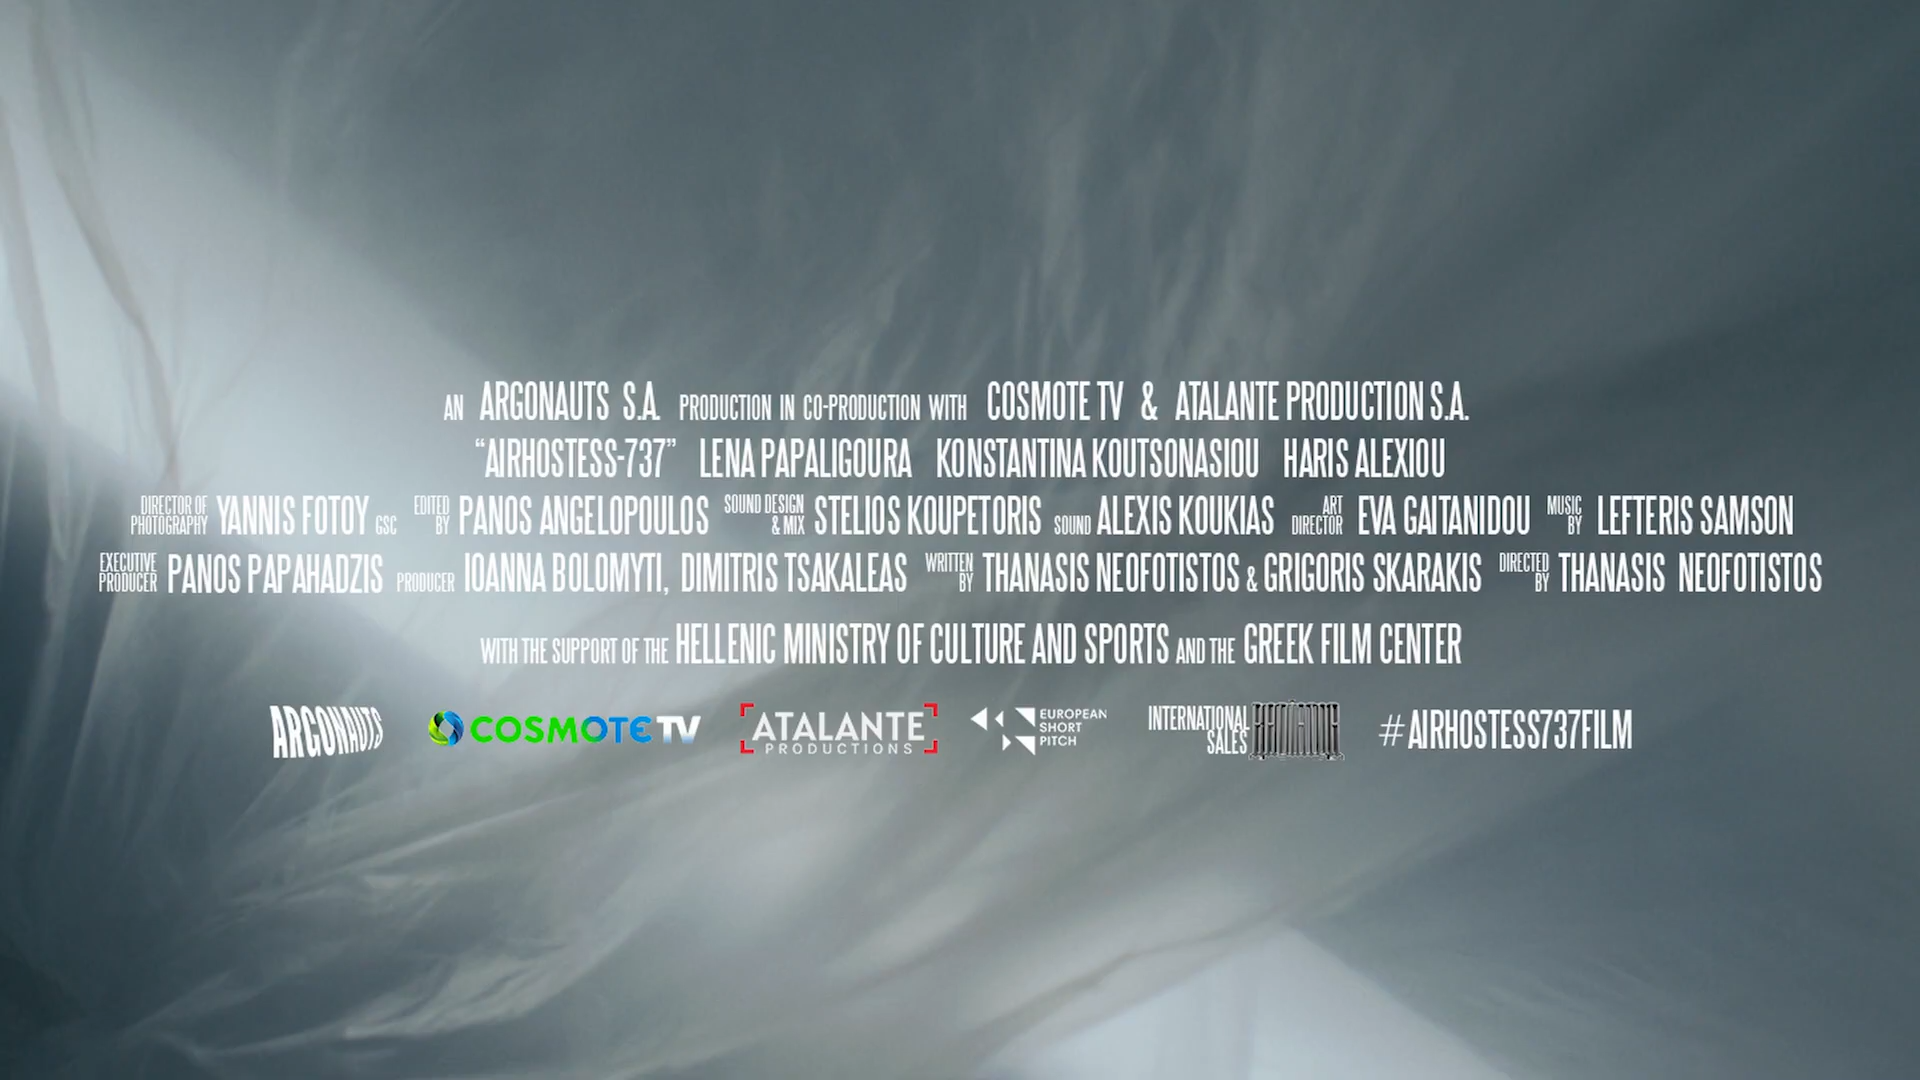 AN ARGONAUTS S.A. PRODUCTION IN CO-PRODUCTION WITH COSMOTE TV & ATALANTE PRODUCTION S.A.
“AIRHOSTESS-737” LENA PAPALIGOURA KONSTANTINA KOUTSONASIOU HARIS ALEXIOU
DIRECTOR OF PHOTOGRAPHY YANNIS FOTOY GSC EDITED BY PANOS ANGELOPOULOS SOUND DESIGN & MIX STELIOS KOUPETORIS SOUND ALEXIS KOUKIAS ART DIRECTOR EVA GAITANIDOU MUSIC BY LEFTERIS SAMSON
EXECUTIVE PRODUCER PANOS PAPAHADZIS PRODUCER IOANNA BOLOMYTI, DIMITRIS TSAKALEAS WRITTEN BY THANASIS NEOFOTISTOS & GRIGORIS SKARAKIS DIRECTED BY THANASIS NEOFOTISTOS
WITH THE SUPPORT OF THE HELLENIC MINISTRY OF CULTURE AND SPORTS AND THE GREEK FILM CENTER
ARGONAUTS COSMOTE TV ATALANTE PRODUCTIONS EUROPEAN SHORT PITCH INTERNATIONAL SALES #AIRHOSTESS737FILM